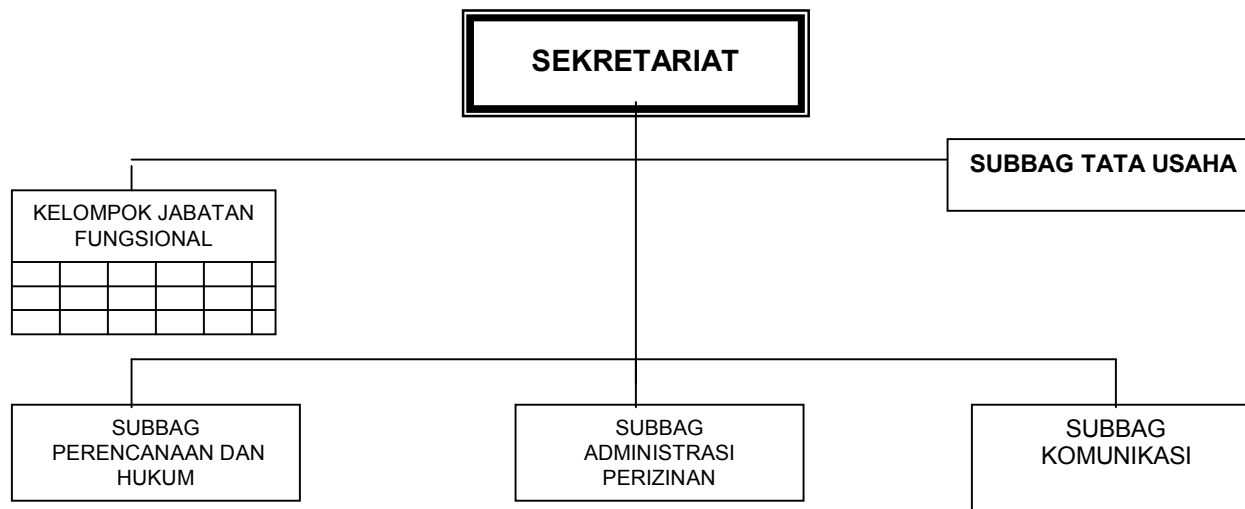 SEKRETARIAT
SUBBAG TATA USAHA
KELOMPOK JABATAN
FUNGSIONAL
SUBBAG
PERENCANAAN DAN
HUKUM
SUBBAG
ADMINISTRASI
PERIZINAN
SUBBAG
KOMUNIKASI